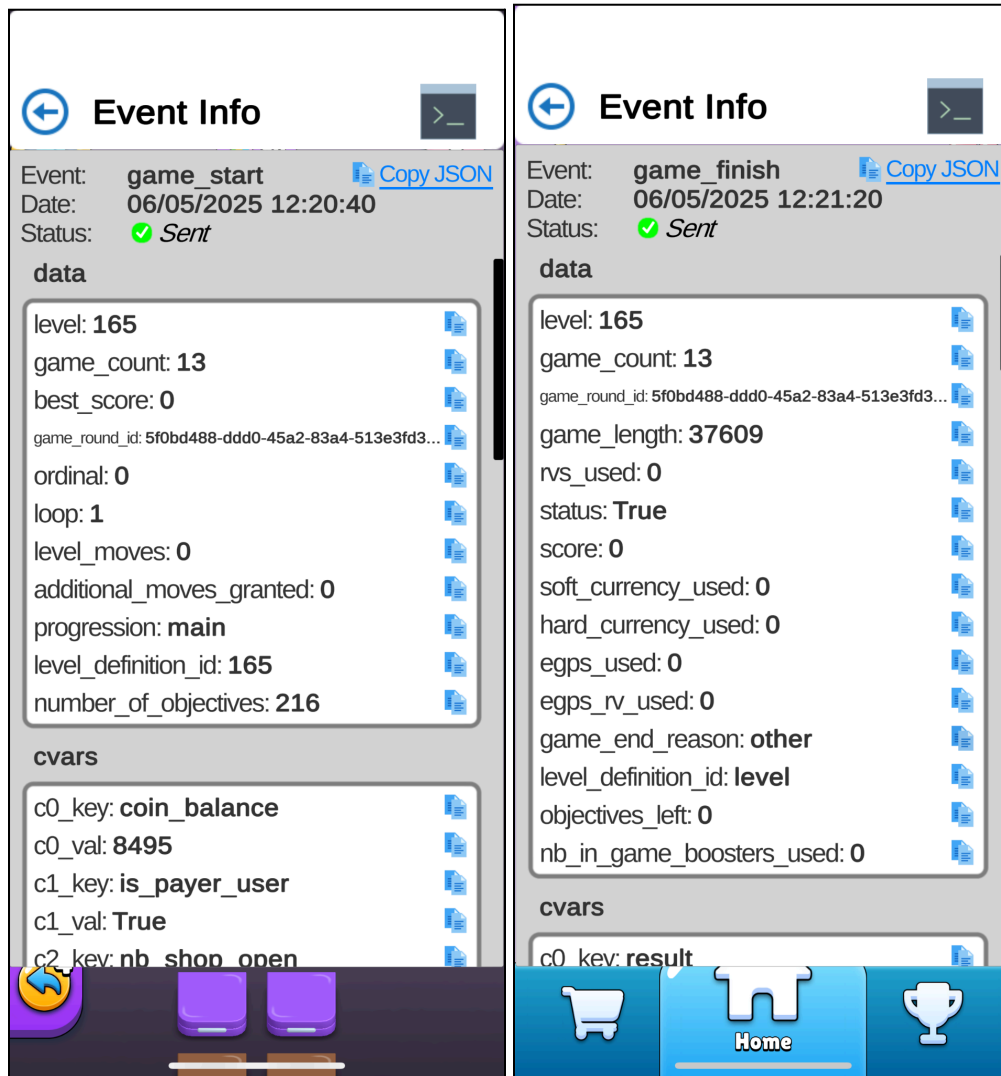 Event Info
>_
Event: game_start Copy JSON
Date: 06/05/2025 12:20:40
Status: Sent
data
level: 165
game_count: 13
best_score: 0
game_round_id: 5f0bd488-ddd0-45a2-83a4-513e3fd3...
ordinal: 0
loop: 1
level_moves: 0
additional_moves_granted: 0
progression: main
level_definition_id: 165
number_of_objectives: 216
cvars
c0_key: coin_balance
c0_val: 8495
c1_key: is_payer_user
c1_val: True
c2_key: nb_shop_open
Event Info
>_
Event: game_finish Copy JSON
Date: 06/05/2025 12:21:20
Status: Sent
data
level: 165
game_count: 13
game_round_id: 5f0bd488-ddd0-45a2-83a4-513e3fd3...
game_length: 37609
rvs_used: 0
status: True
score: 0
soft_currency_used: 0
hard_currency_used: 0
egps_used: 0
egps_rv_used: 0
game_end_reason: other
level_definition_id: level
objectives_left: 0
nb_in_game_boosters_used: 0
cvars
c0_key: result
Home